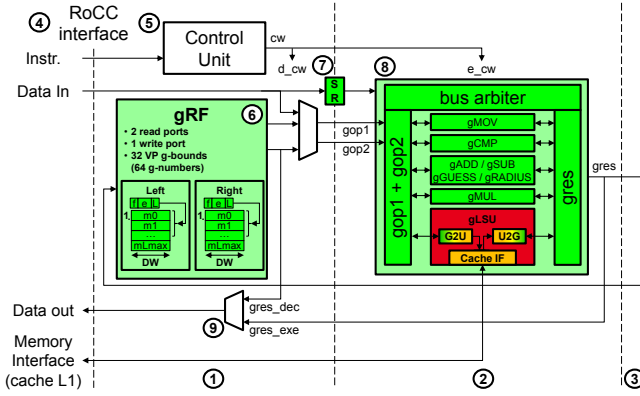 ④ RoCC interface
⑤ Control Unit
cw
Instr.
d_cw
e_cw
⑦
⑧
Data In
S R
bus arbiter
gRF
⑥
• 2 read ports
• 1 write port
• 32 VP g-bounds
(64 g-numbers)
gop1
gop2
gop1 + gop2
gMOV
gCMP
gADD / gSUB
gGUESS / gRADIUS
gMUL
gLSU
G2U
U2G
Cache IF
gres
gres
Left
Right
f e L
f e L
1.
m0
1.
m0
m1
m1
...
...
mLmax
mLmax
DW
DW
Data out
⑨
gres_dec
gres_exe
Memory
Interface
(cache L1)
①
②
③